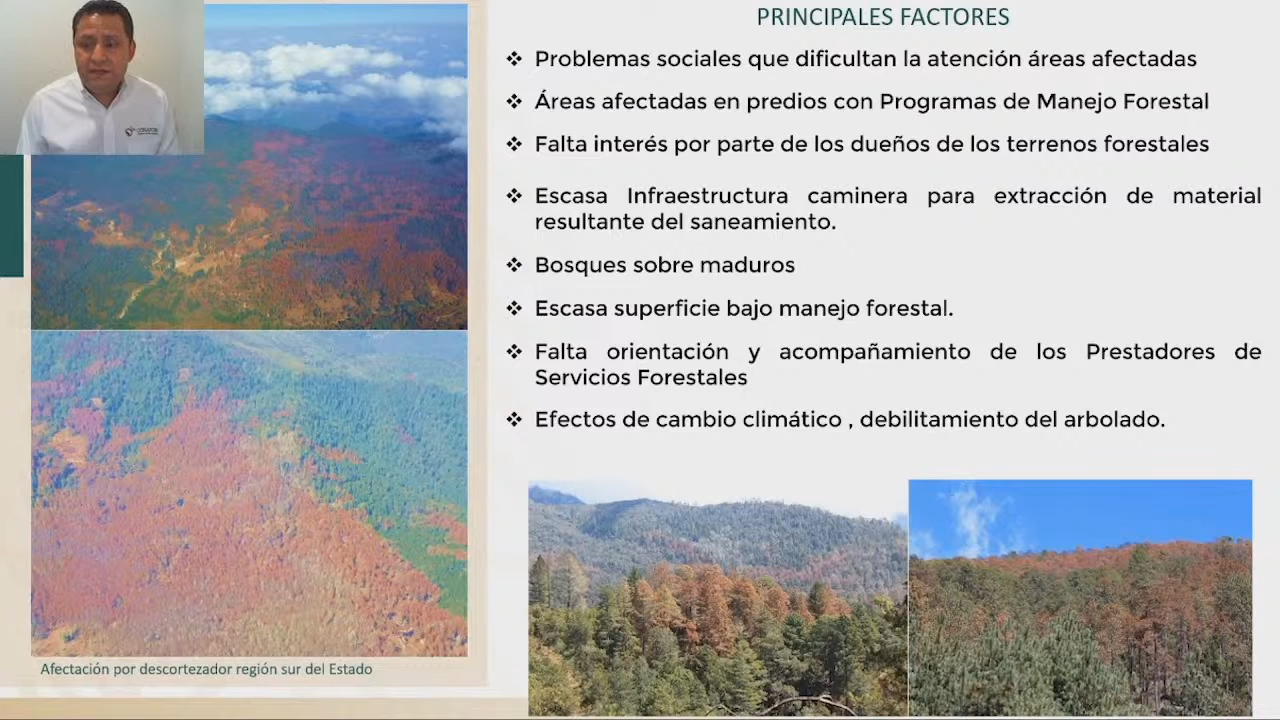 PRINCIPALES FACTORES
❖ Problemas sociales que dificultan la atención áreas afectadas
❖ Áreas afectadas en predios con Programas de Manejo Forestal
❖ Falta interés por parte de los dueños de los terrenos forestales
❖ Escasa Infraestructura caminera para extracción de material
resultante del saneamiento.
❖ Bosques sobre maduros
❖ Escasa superficie bajo manejo forestal.
❖ Falta orientación y acompañamiento de los Prestadores de
Servicios Forestales
❖ Efectos de cambio climático , debilitamiento del arbolado.
Afectación por descortezador región sur del Estado